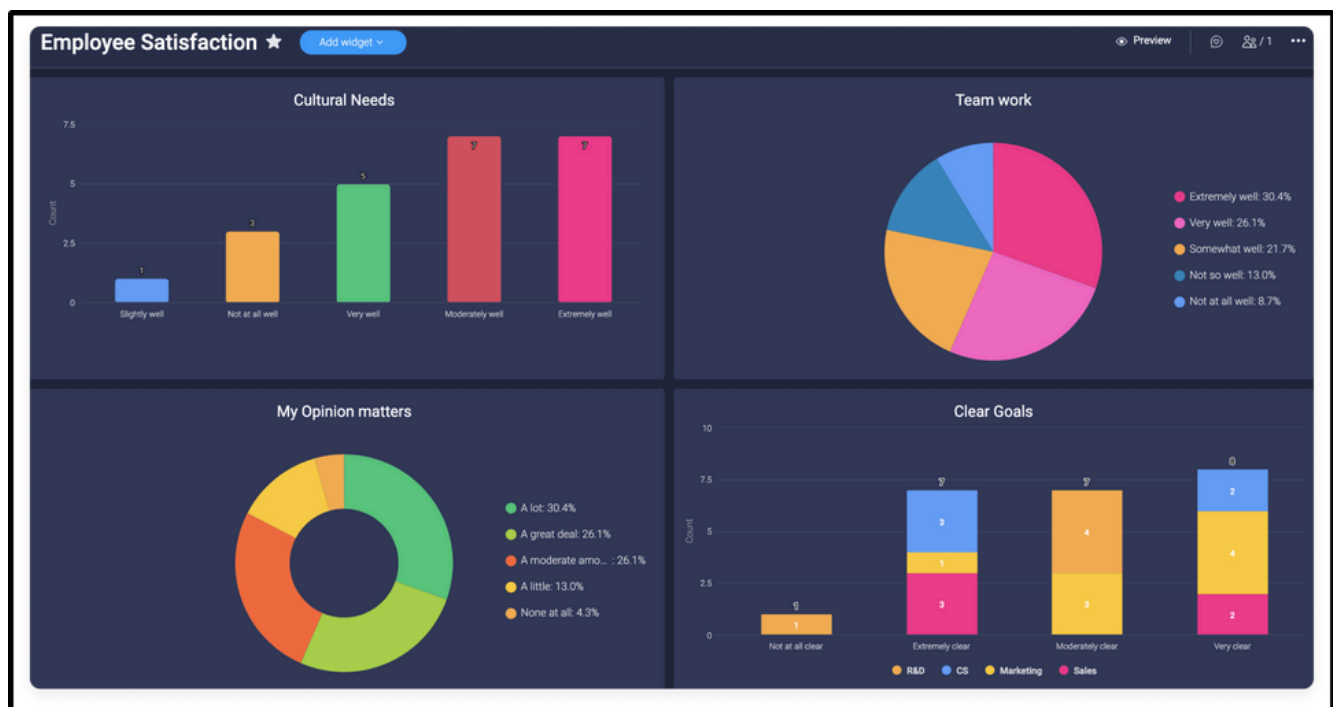 Employee Satisfaction
Add widget
Preview
/ 1
Cultural Needs
7.5
5
2.5
0
Count
1
3
5
7
7
Slightly well
Not at all well
Very well
Moderately well
Extremely well
Team work
Extremely well: 30.4%
Very well: 26.1%
Somewhat well: 21.7%
Not so well: 13.0%
Not at all well: 8.7%
My Opinion matters
A lot: 30.4%
A great deal: 26.1%
A moderate amo... : 26.1%
A little: 13.0%
None at all: 4.3%
Clear Goals
10
7.5
5
2.5
0
Count
1
7
3
1
3
7
4
3
2
4
2
1
Not at all clear
Extremely clear
Moderately clear
Very clear
R&D
CS
Marketing
Sales